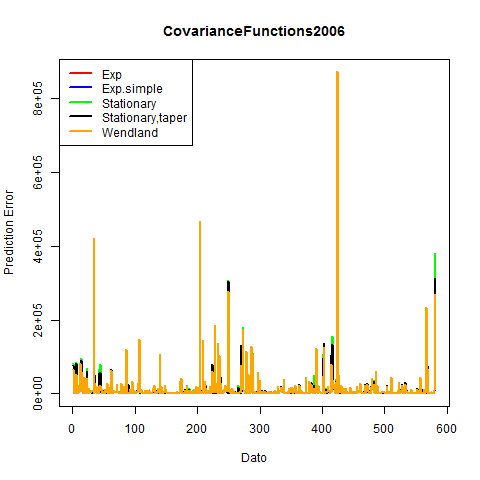 CovarianceFunctions2006
Exp
Exp.simple
Stationary
Stationary,taper
Wendland
Prediction Error
0e+00 2e+05 4e+05 6e+05 8e+05
0 100 200 300 400 500 600
Dato